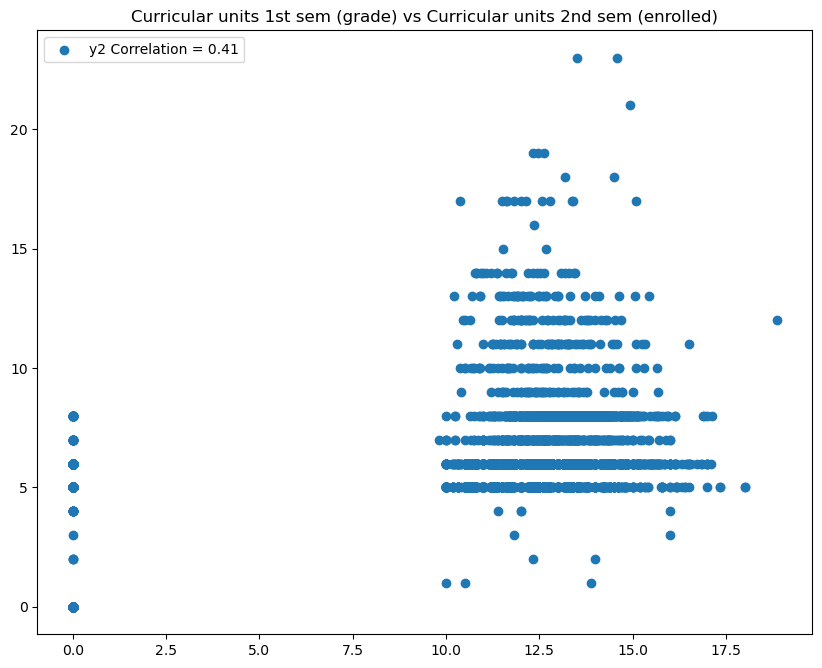 Curricular units 1st sem (grade) vs Curricular units 2nd sem (enrolled)
y2 Correlation = 0.41
20
15
10
5
0
0.0 2.5 5.0 7.5 10.0 12.5 15.0 17.5